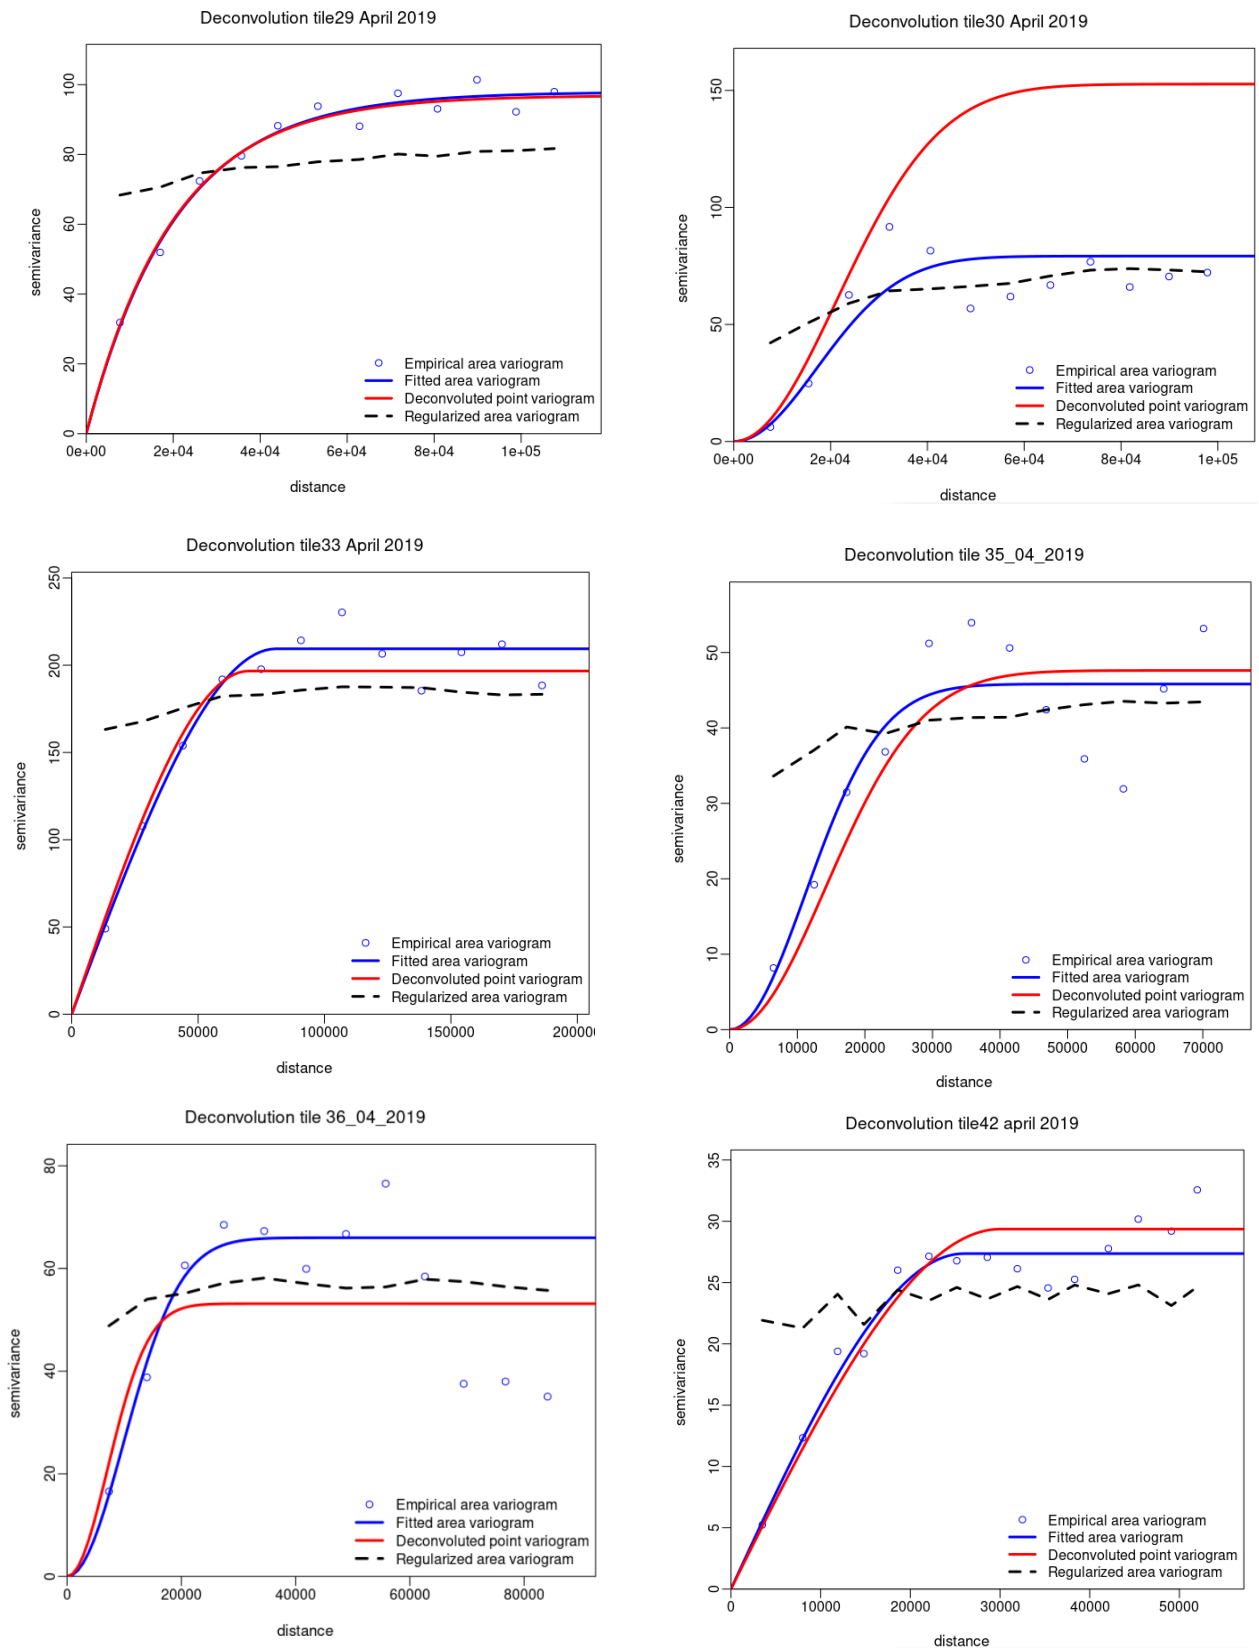 Deconvolution tile29 April 2019
semivariance
100
80
60
40
20
0
Empirical area variogram
Fitted area variogram
Deconvoluted point variogram
Regularized area variogram
0e+00 2e+04 4e+04 6e+04 8e+04 1e+05
distance
Deconvolution tile30 April 2019
semivariance
150
100
50
0
Empirical area variogram
Fitted area variogram
Deconvoluted point variogram
Regularized area variogram
0e+00 2e+04 4e+04 6e+04 8e+04 1e+05
distance
Deconvolution tile33 April 2019
semivariance
250
200
150
100
50
0
Empirical area variogram
Fitted area variogram
Deconvoluted point variogram
Regularized area variogram
0 50000 100000 150000 200000
distance
Deconvolution tile 35_04_2019
semivariance
50
40
30
20
10
0
Empirical area variogram
Fitted area variogram
Deconvoluted point variogram
Regularized area variogram
0 10000 20000 30000 40000 50000 60000 70000
distance
Deconvolution tile 36_04_2019
semivariance
80
60
40
20
0
Empirical area variogram
Fitted area variogram
Deconvoluted point variogram
Regularized area variogram
0 20000 40000 60000 80000
distance
Deconvolution tile42 april 2019
semivariance
35
30
25
20
15
10
5
0
Empirical area variogram
Fitted area variogram
Deconvoluted point variogram
Regularized area variogram
0 10000 20000 30000 40000 50000
distance